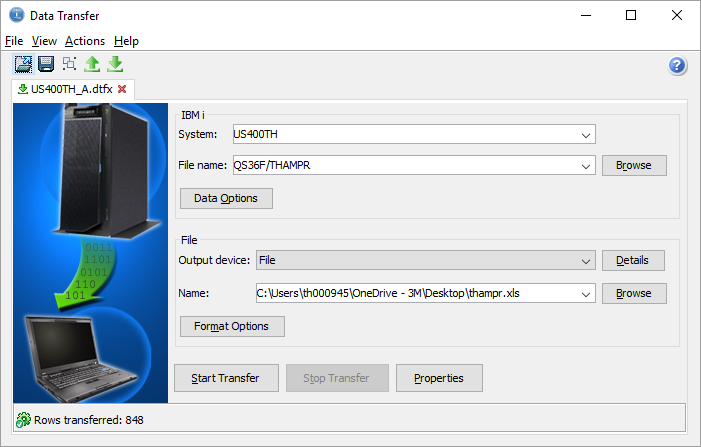 Data Transfer
File View Actions Help
US400TH_A.dtfx
IBM i
System: US400TH
File name: QS36F/THAMPR Browse
Data Options
File
Output device: File Details
Name: C:\Users\th000945\OneDrive - 3M\Desktop\thampr.xls Browse
Format Options
0011
1101
0101
110
101
Start Transfer Stop Transfer Properties
Rows transferred: 848